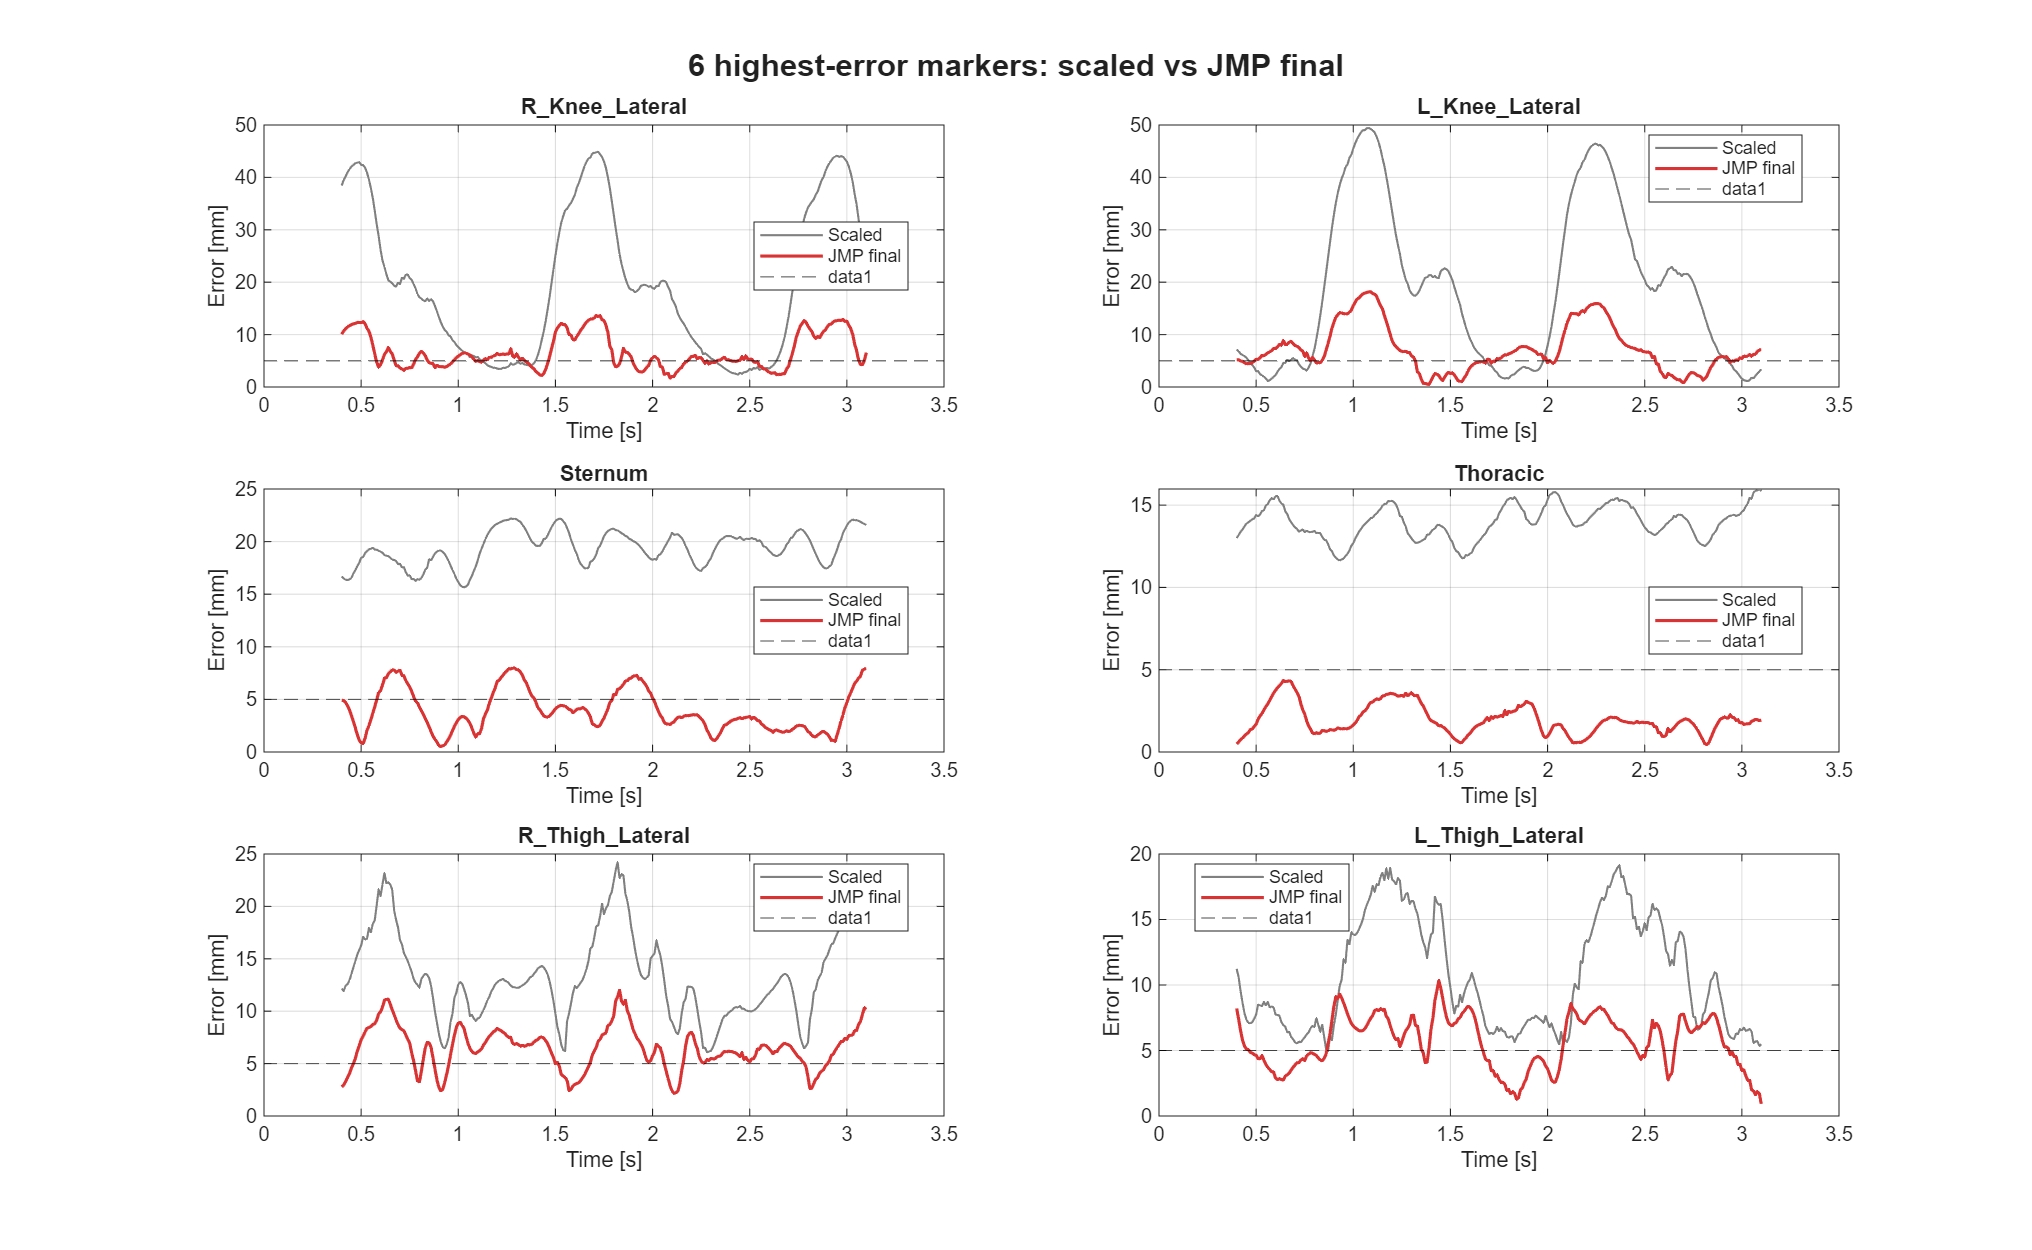 6 highest-error markers: scaled vs JMP final
R_Knee_Lateral
Error [mm]
50
40
30
20
10
0
Scaled
JMP final
data1
0 0.5 1 1.5 2 2.5 3 3.5
Time [s]
L_Knee_Lateral
Error [mm]
50
40
30
20
10
0
Scaled
JMP final
data1
0 0.5 1 1.5 2 2.5 3 3.5
Time [s]
Sternum
Error [mm]
25
20
15
10
5
0
Scaled
JMP final
data1
0 0.5 1 1.5 2 2.5 3 3.5
Time [s]
Thoracic
Error [mm]
15
10
5
0
Scaled
JMP final
data1
0 0.5 1 1.5 2 2.5 3 3.5
Time [s]
R_Thigh_Lateral
Error [mm]
25
20
15
10
5
0
Scaled
JMP final
data1
0 0.5 1 1.5 2 2.5 3 3.5
Time [s]
L_Thigh_Lateral
Error [mm]
20
15
10
5
0
Scaled
JMP final
data1
0 0.5 1 1.5 2 2.5 3 3.5
Time [s]